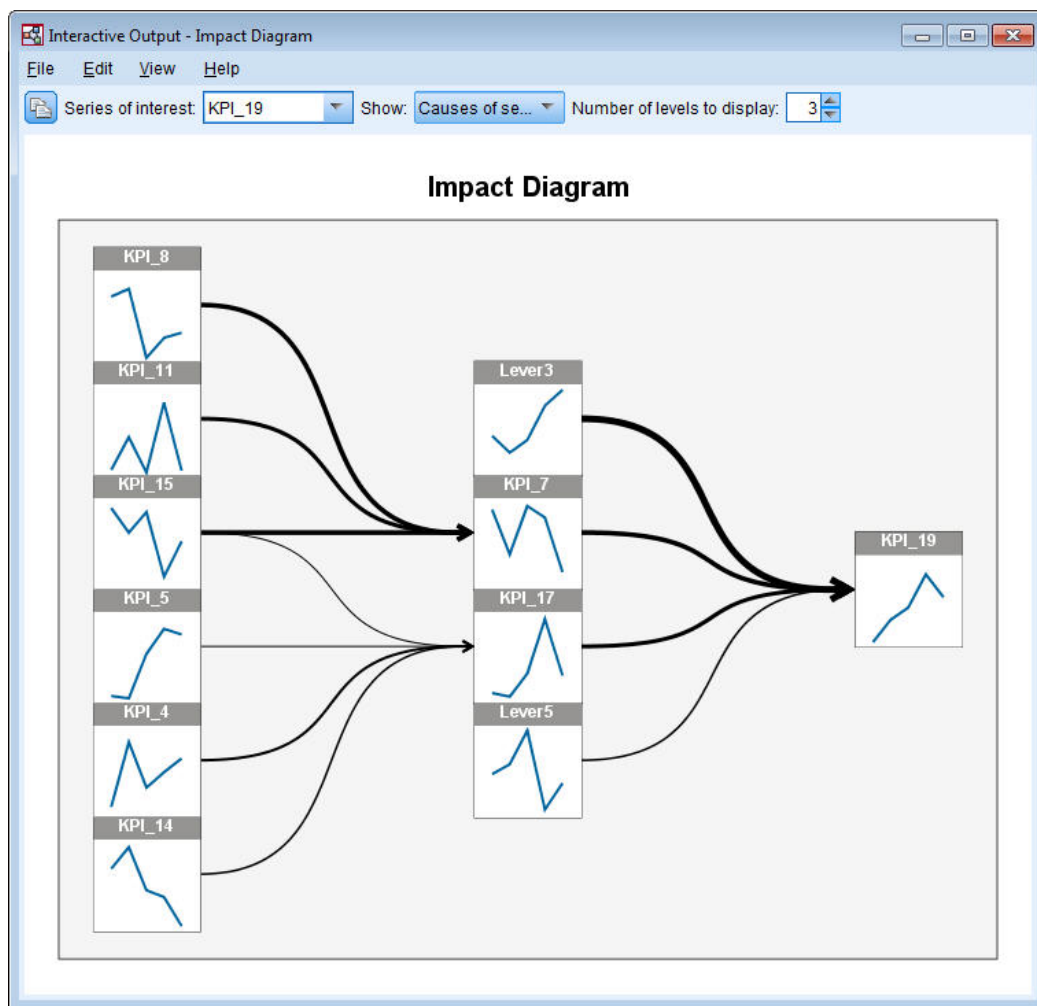 Interactive Output - Impact Diagram
File Edit View Help
Series of interest: KPI_19 Show: Causes of se... Number of levels to display: 3
Impact Diagram
KPI_8
KPI_11
KPI_15
KPI_5
KPI_4
KPI_14
Lever3
KPI_7
KPI_17
Lever5
KPI_19